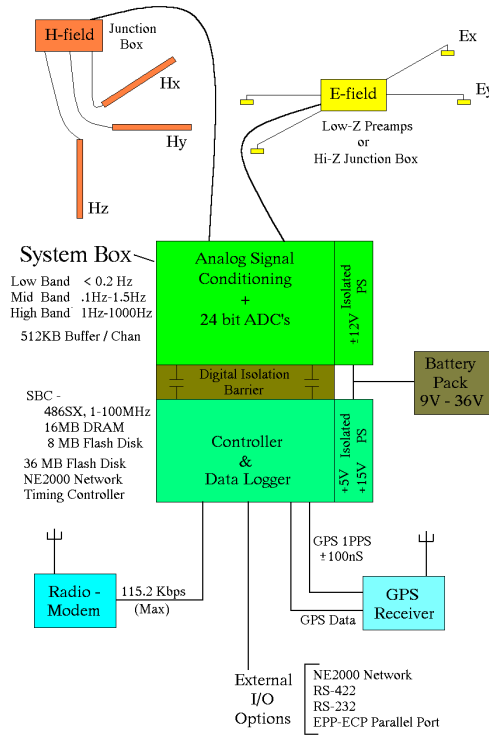 H-field
Junction
Box
Hx
Hy
Hz
Ex
E-field
Ey
Low-Z Preamps
or
Hi-Z Junction Box
System Box
Low Band < 0.2 Hz
Mid Band .1Hz-1.5Hz
High Band 1Hz-1000Hz
512KB Buffer / Chan
Analog Signal
Conditioning
+
24 bit ADC's
±12V Isolated
PS
Digital Isolation
Barrier
Battery
Pack
9V - 36V
SBC -
486SX, 1-100MHz
16MB DRAM
8 MB Flash Disk
36 MB Flash Disk
NE2000 Network
Timing Controller
Controller
&
Data Logger
+5V Isolated
+15V PS
Radio -
Modem
115.2 Kbps
(Max)
GPS 1PPS
±100nS
GPS Data
GPS
Receiver
External
I/O
Options
NE2000 Network
RS-422
RS-232
EPP-ECP Parallel Port